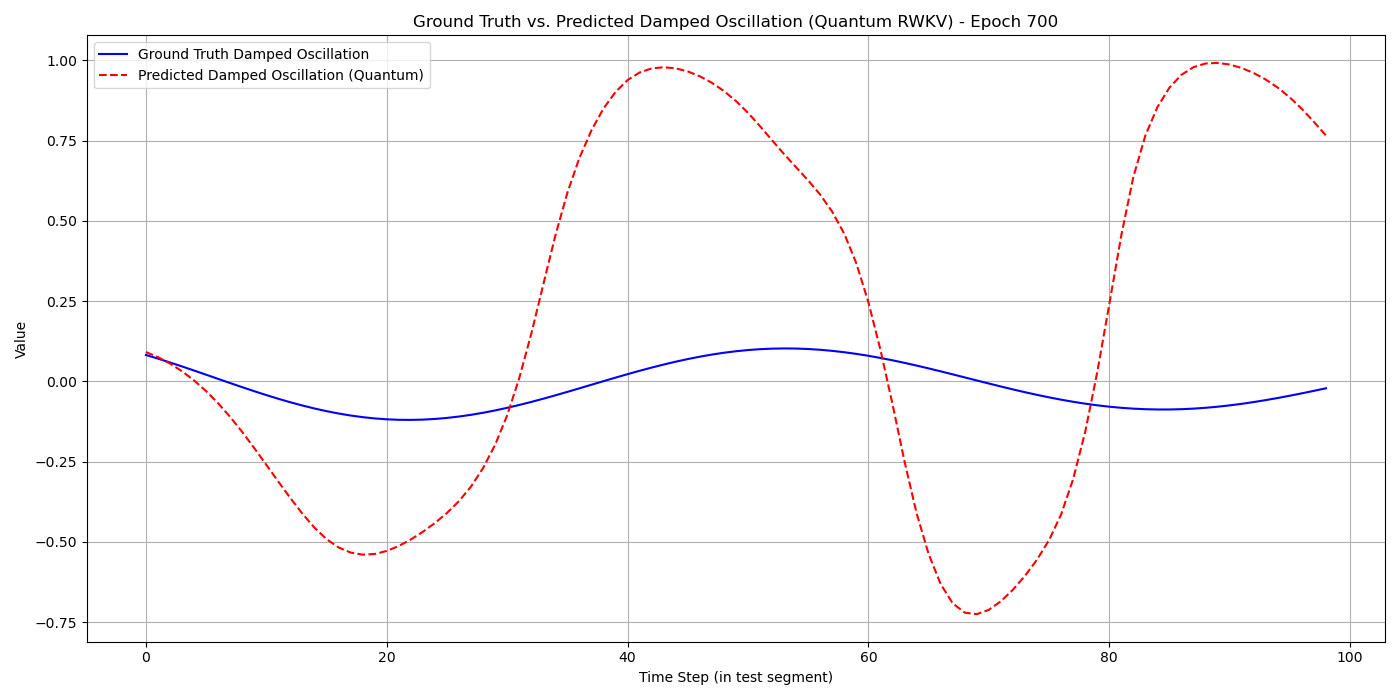 Ground Truth vs. Predicted Damped Oscillation (Quantum RWKV) - Epoch 700
Ground Truth Damped Oscillation
Predicted Damped Oscillation (Quantum)
Value
1.00
0.75
0.50
0.25
0.00
−0.25
−0.50
−0.75
0 20 40 60 80 100
Time Step (in test segment)